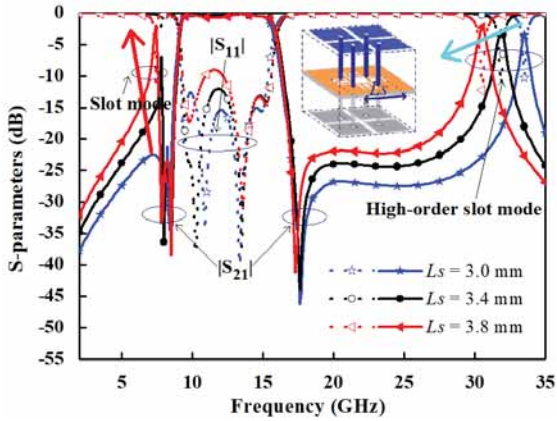 0
-5
-10
-15
-20
-25
-30
-35
-40
-45
-50
-55
S-parameters (dB)
|S11|
Slot mode
Ls
High-order slot mode
|S21|
Ls = 3.0 mm
Ls = 3.4 mm
Ls = 3.8 mm
5 10 15 20 25 30 35
Frequency (GHz)